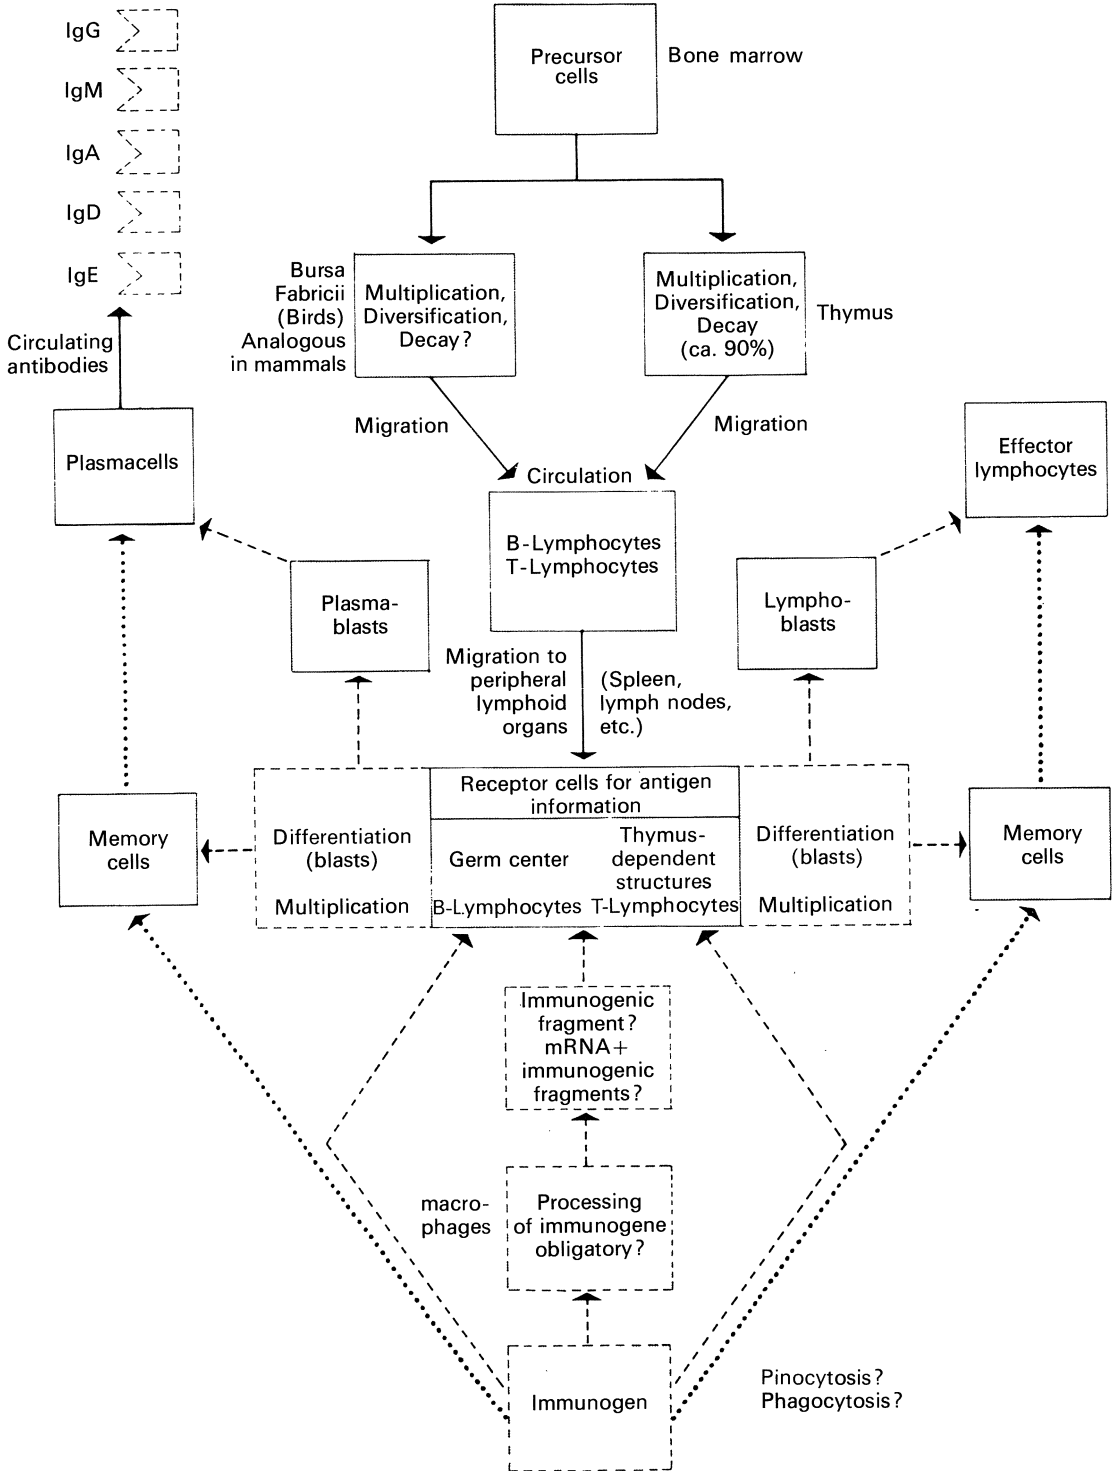 IgG
IgM
IgA
IgD
IgE
Circulating
antibodies
Plasmacells
Precursor
cells
Bone marrow
Bursa
Fabricii
(Birds)
Analogous
in mammals
Multiplication,
Diversification,
Decay?
Multiplication,
Diversification,
Decay
(ca. 90%)
Thymus
Migration
Migration
Circulation
B-Lymphocytes
T-Lymphocytes
Effector
lymphocytes
Plasma-
blasts
Lympho-
blasts
Migration to
peripheral
lymphoid
organs
(Spleen,
lymph nodes,
etc.)
Memory
cells
Differentiation
(blasts)
Multiplication
Receptor cells for antigen
information
Germ center
B-Lymphocytes
Thymus-
dependent
structures
T-Lymphocytes
Differentiation
(blasts)
Multiplication
Memory
cells
Immunogenic
fragment?
mRNA+
immunogenic
fragments?
macro-
phages
Processing
of immunogene
obligatory?
Immunogen
Pinocytosis?
Phagocytosis?